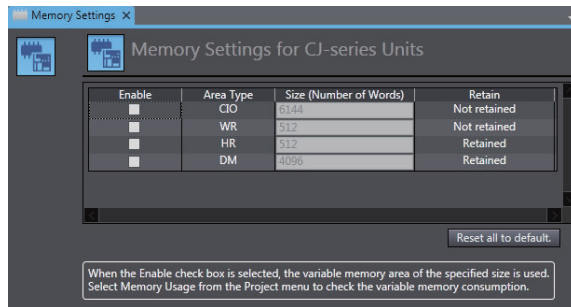 Memory Settings X
Memory Settings for CJ-series Units
Enable Area Type Size (Number of Words) Retain
CIO 6144 Not retained
WR 512 Not retained
HR 512 Retained
DM 4096 Retained
Reset all to default.
When the Enable check box is selected, the variable memory area of the specified size is used.
Select Memory Usage from the Project menu to check the variable memory consumption.